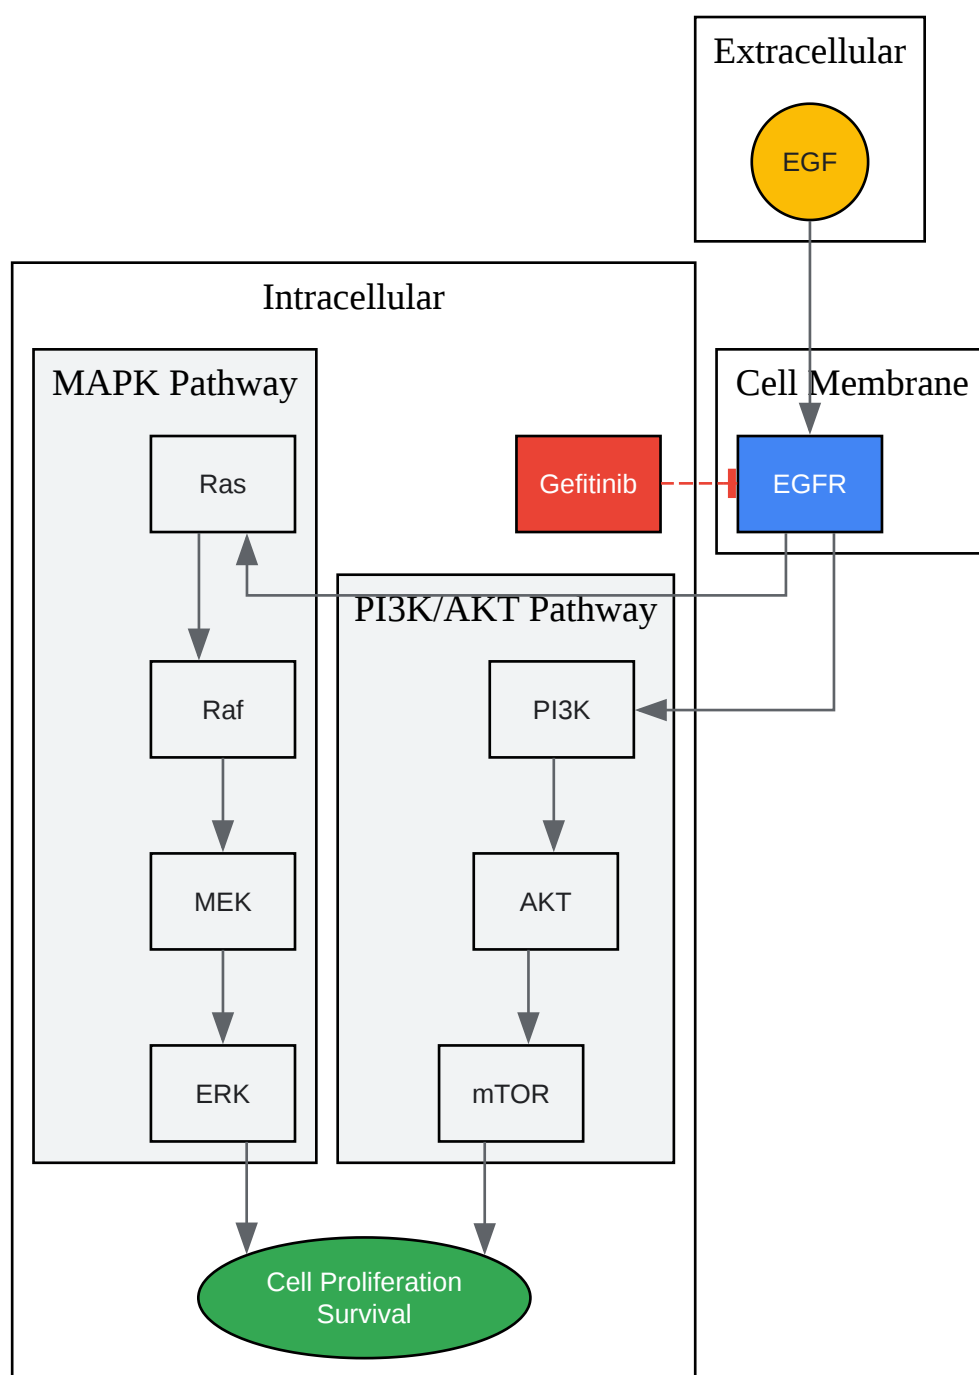 Extracellular
EGF
Intracellular
MAPK Pathway
Cell Membrane
Ras
Gefitinib
EGFR
PI3K/AKT Pathway
Raf
PI3K
MEK
AKT
ERK
mTOR
Cell Proliferation
Survival